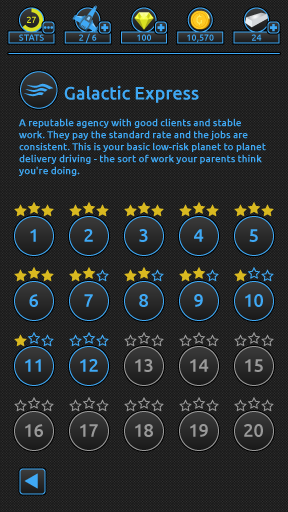 27
STATS
2 / 6
100
10,570
24
Galactic Express
A reputable agency with good clients and stable
work. They pay the standard rate and the jobs are
consistent. This is your basic low-risk planet to planet
delivery driving - the sort of work your parents think
you're doing.
1 2 3 4 5
6 7 8 9 10
11 12 13 14 15
16 17 18 19 20